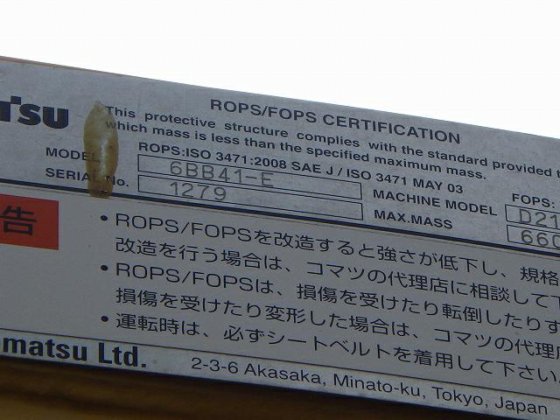 ATSU
ROPS/FOPS CERTIFICATION
This protective structure complies with the standard provided
which mass is less than the specified maximum mass.
ROPS:ISO 3471:2008 SAE J / ISO 3471 MAY 03 FOPS:
MODEL 6BB41-E MACHINE MODEL D21
SERIAL No. 1279 MAX.MASS
告
・ROPS/FOPSを改造すると強さが低下し、規格
改造を行う場合は、コマツの代理店に相談して
・ROPS/FOPSは、損傷を受けたり転倒したりす
損傷を受けたり変形した場合は、コマツの代理店
・運転時は、必ずシートベルトを着用して下さい
omatsu Ltd. 2-3-6 Akasaka, Minato-ku, Tokyo, Japan